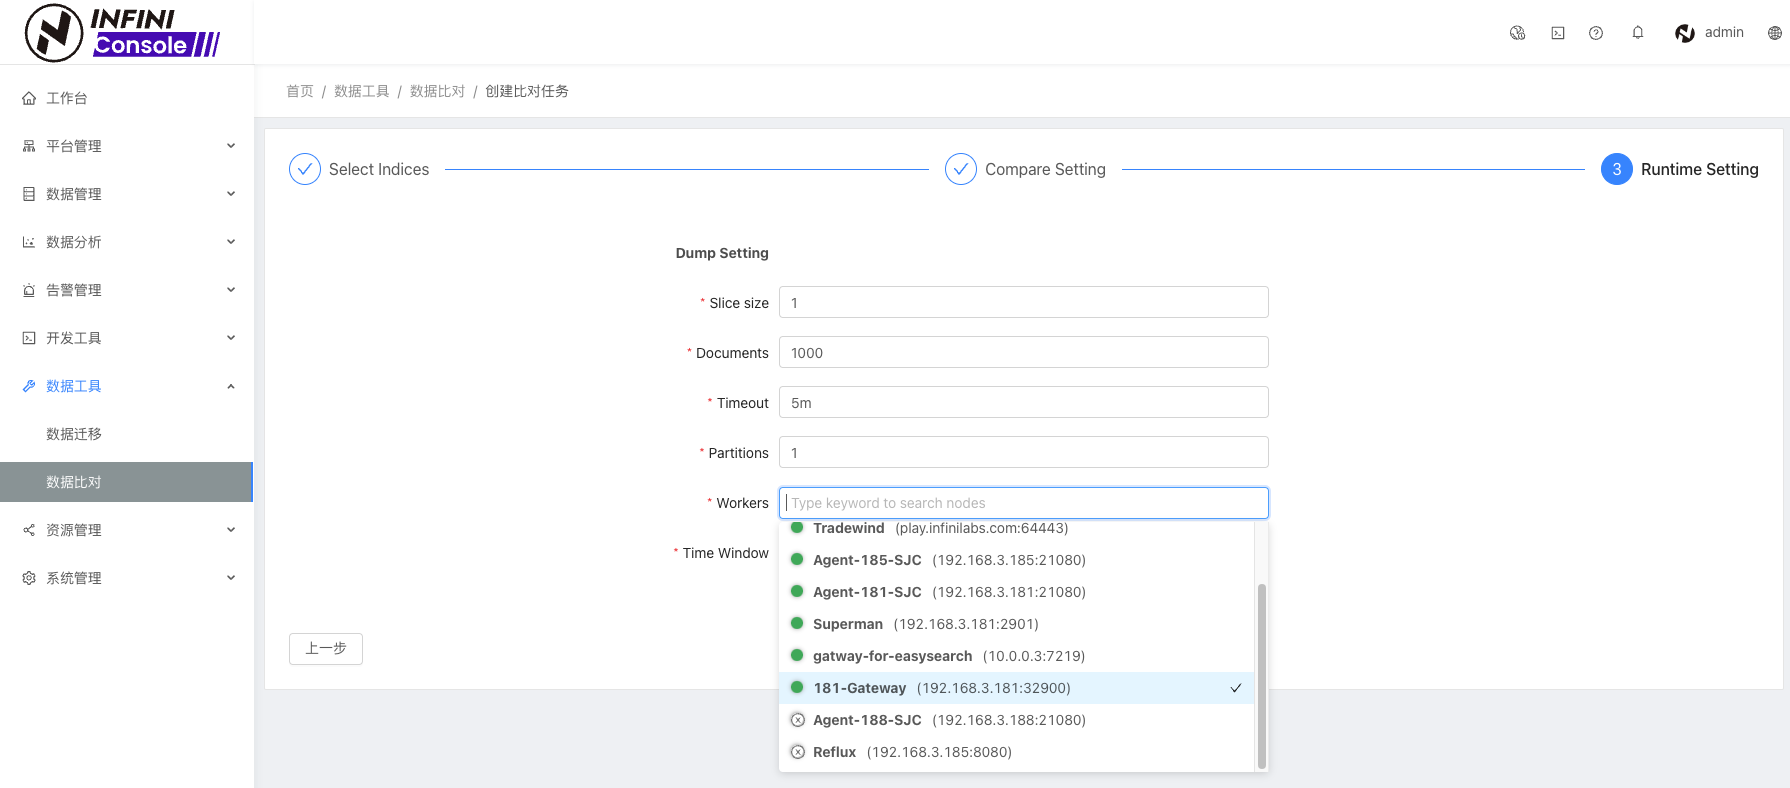 INFINI
Console
admin
工作台
平台管理
数据管理
数据分析
告警管理
开发工具
数据工具
数据迁移
数据比对
资源管理
系统管理
首页 / 数据工具 / 数据比对 / 创建比对任务
Select Indices
Compare Setting
3 Runtime Setting
Dump Setting
* Slice size 1
* Documents 1000
* Timeout 5m
* Partitions 1
* Workers Type keyword to search nodes
* Time Window
Tradewind (play.infinilabs.com:64443)
Agent-185-SJC (192.168.3.185:21080)
Agent-181-SJC (192.168.3.181:21080)
Superman (192.168.3.181:2901)
gatway-for-easysearch (10.0.0.3:7219)
181-Gateway (192.168.3.181:32900)
Agent-188-SJC (192.168.3.188:21080)
Reflux (192.168.3.185:8080)
上一步